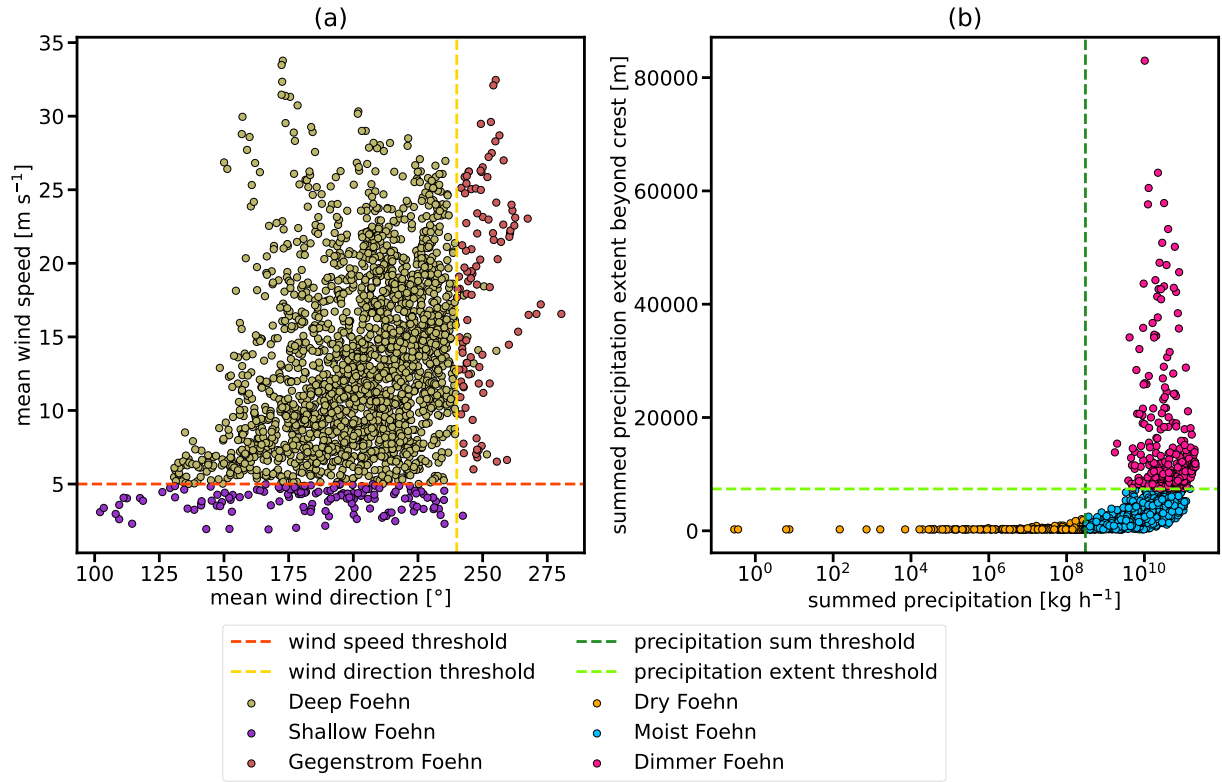 (a)
35
30
25
20
15
10
5
mean wind speed [m s⁻¹]
100 125 150 175 200 225 250 275
mean wind direction [°]
(b)
80000
60000
40000
20000
0
summed precipitation extent beyond crest [m]
10⁰ 10² 10⁴ 10⁶ 10⁸ 10¹⁰
summed precipitation [kg h⁻¹]
wind speed threshold
wind direction threshold
Deep Foehn
Shallow Foehn
Gegenstrom Foehn
precipitation sum threshold
precipitation extent threshold
Dry Foehn
Moist Foehn
Dimmer Foehn